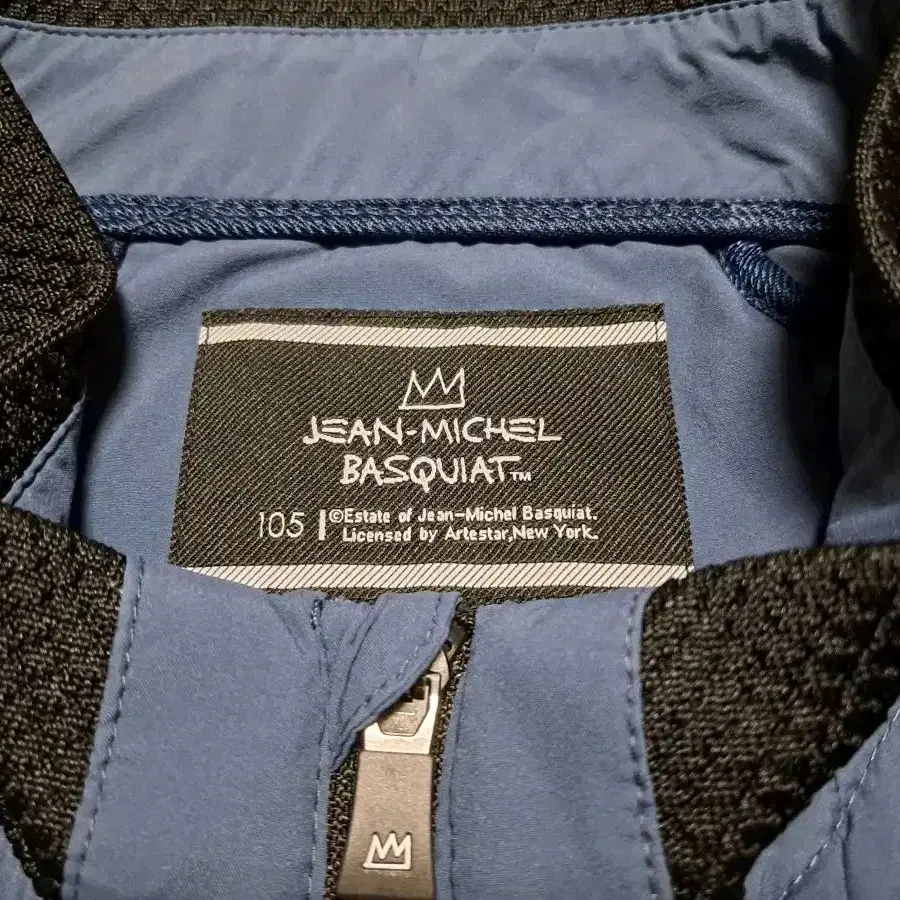 JEAN-MICHEL
BASQUIAT™
105 ©Estate of Jean-Michel Basquiat.
Licensed by Artestar,New York.